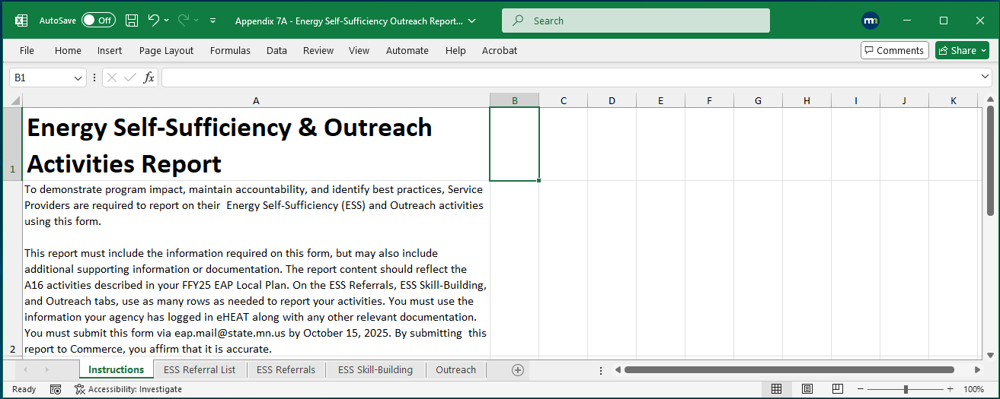 AutoSave Off Appendix 7A - Energy Self-Sufficiency Outreach Report... Search mn
File Home Insert Page Layout Formulas Data Review View Automate Help Acrobat Comments Share
B1 fx
A B C D E F G H I J K
1 Energy Self-Sufficiency & Outreach
Activities Report
To demonstrate program impact, maintain accountability, and identify best practices, Service
Providers are required to report on their  Energy Self-Sufficiency (ESS) and Outreach activities
using this form.
This report must include the information required on this form, but may also include
additional supporting information or documentation. The report content should reflect the
A16 activities described in your FFY25 EAP Local Plan. On the ESS Referrals, ESS Skill-Building,
and Outreach tabs, use as many rows as needed to report your activities. You must use the
information your agency has logged in eHEAT along with any other relevant documentation.
You must submit this form via eap.mail@state.mn.us by October 15, 2025. By submitting  this
2 report to Commerce, you affirm that it is accurate.
Instructions ESS Referral List ESS Referrals ESS Skill-Building Outreach
Ready Accessibility: Investigate 100%